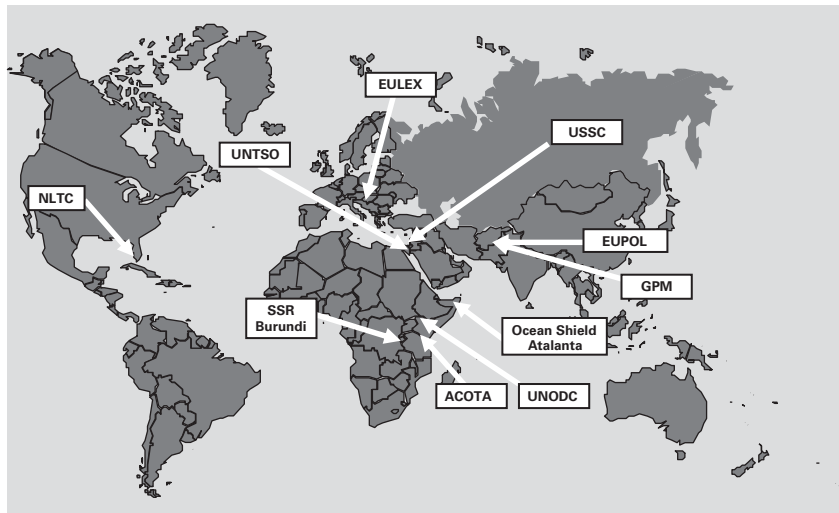 EULEX
USSC
UNTSO
NLTC
EUPOL
GPM
SSR
Burundi
Ocean Shield
Atalanta
ACOTA
UNODC